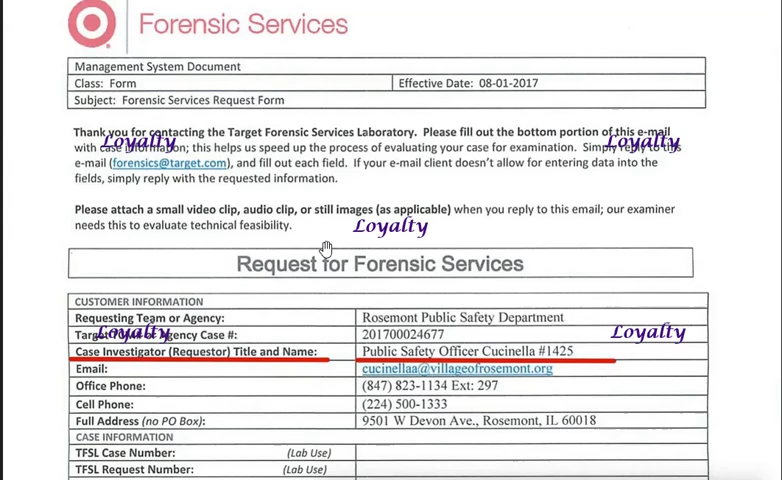 Forensic Services
Management System Document
Class: Form Effective Date: 08-01-2017
Subject: Forensic Services Request Form
Thank you for contacting the Target Forensic Services Laboratory. Please fill out the bottom portion of this e-mail
Loyalty Loyalty
with case information; this helps us speed up the process of evaluating your case for examination. Simply reply to this
e-mail (forensics@target.com), and fill out each field. If your e-mail client doesn't allow for entering data into the
fields, simply reply with the requested information.
Please attach a small video clip, audio clip, or still images (as applicable) when you reply to this email; our examiner
needs this to evaluate technical feasibility.
Loyalty
Request for Forensic Services
CUSTOMER INFORMATION
Requesting Team or Agency: Rosemont Public Safety Department
Target Agency Case #: 201700024677
Loyalty Loyalty
Case Investigator (Requestor) Title and Name: Public Safety Officer Cucinella #1425
Email: cucinellaa@villageofrosemont.org
Office Phone: (847) 823-1134 Ext: 297
Cell Phone: (224) 500-1333
Full Address (no PO Box): 9501 W Devon Ave., Rosemont, IL 60018
CASE INFORMATION
TFSL Case Number: (Lab Use)
TFSL Request Number: (Lab Use)